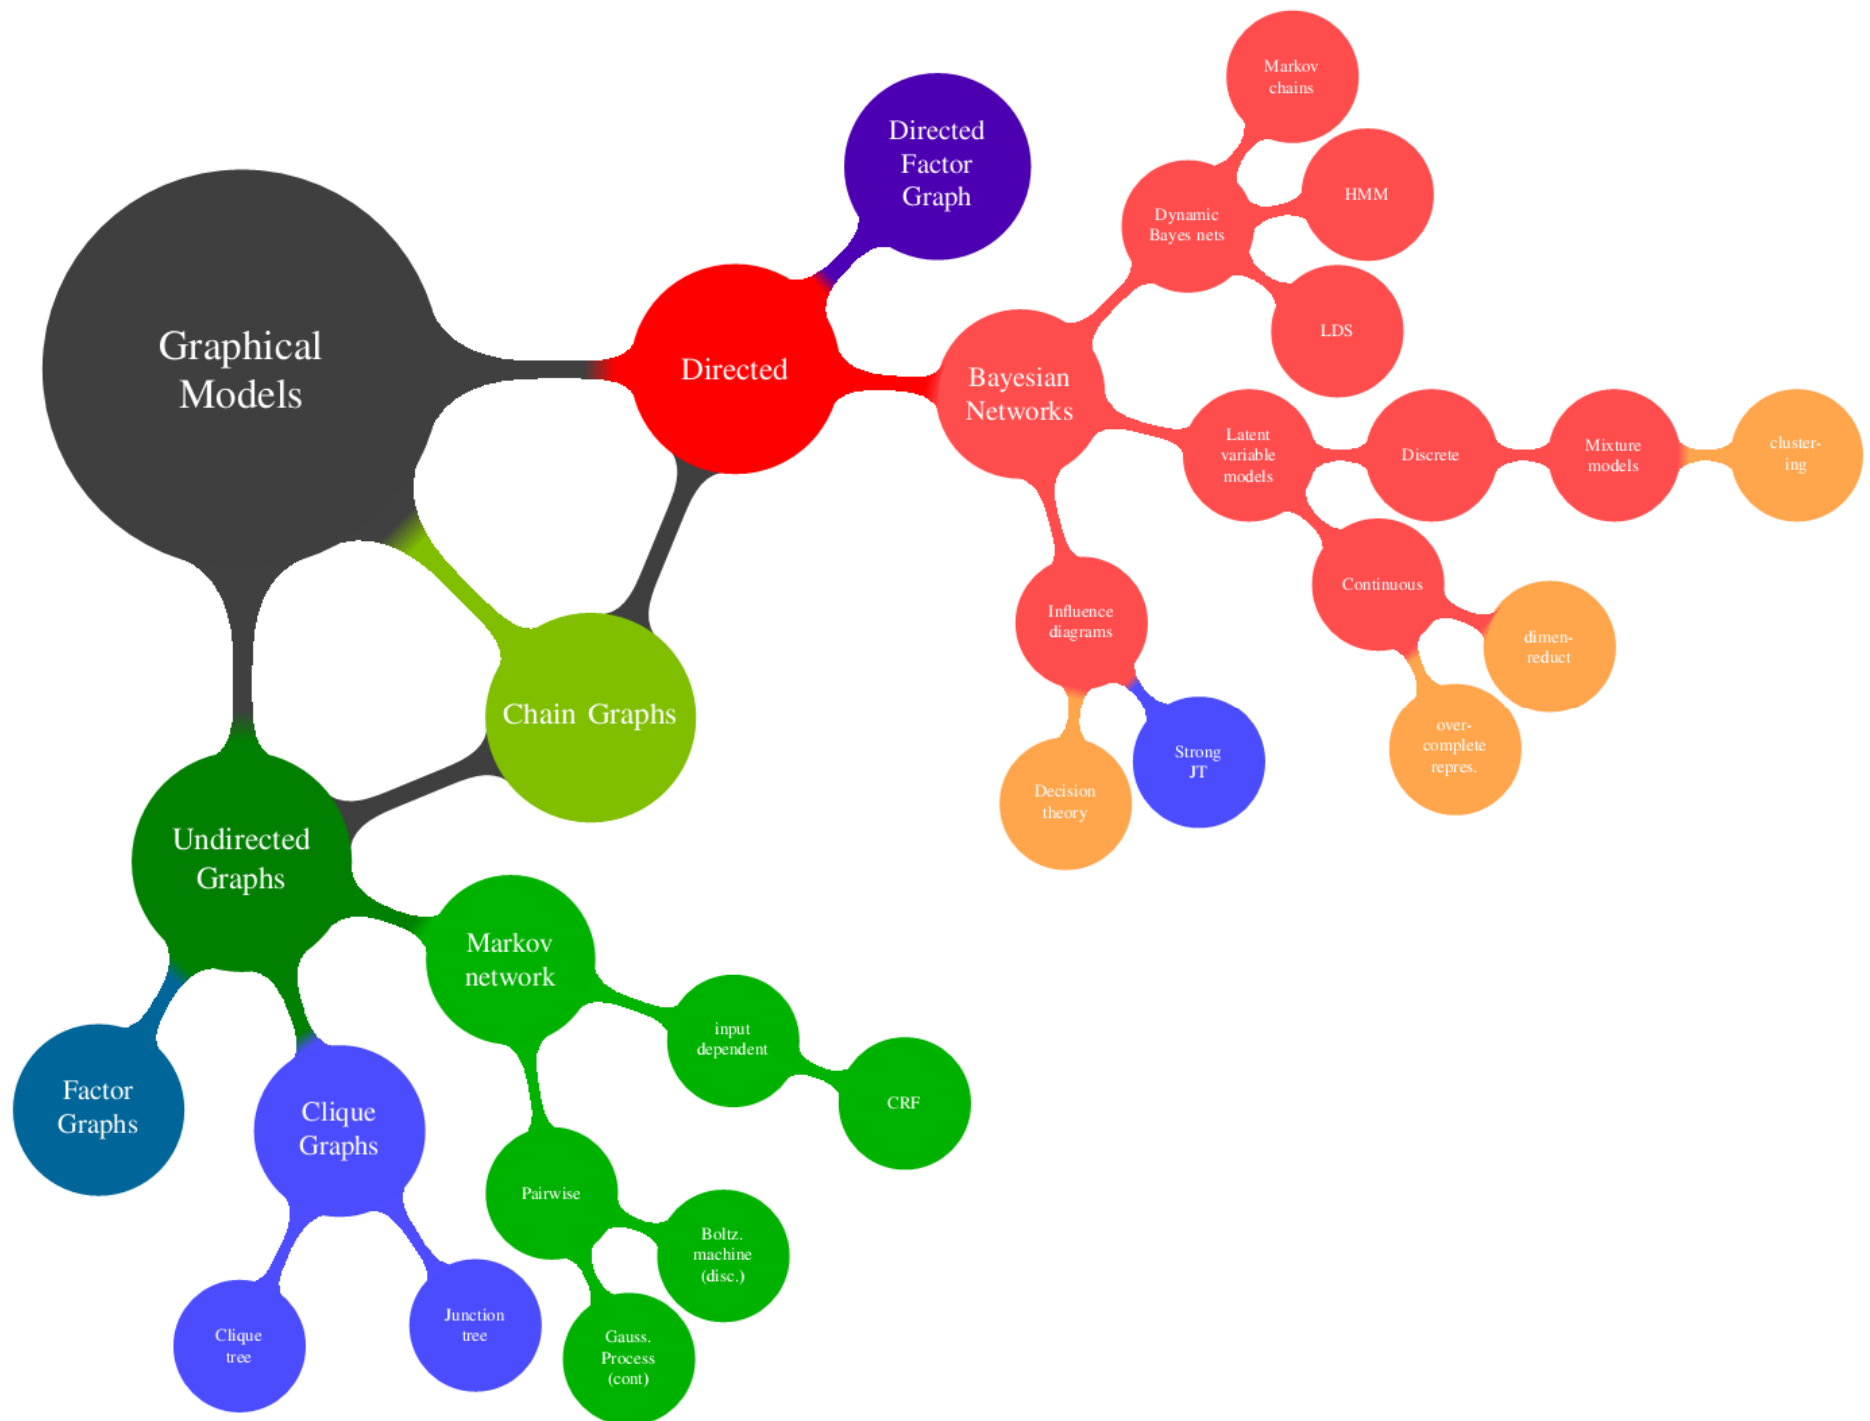 Markov
chains
Directed
Factor
Graph
HMM
Dynamic
Bayes nets
LDS
Graphical
Models
Directed
Bayesian
Networks
Latent
variable
models
Discrete
Mixture
models
cluster-
ing
Continuous
Influence
diagrams
dimen-
reduct
over-
complete
repres.
Strong
JT
Decision
theory
Chain Graphs
Undirected
Graphs
Markov
network
input
dependent
CRF
Factor
Graphs
Clique
Graphs
Pairwise
Boltz.
machine
(disc.)
Junction
tree
Clique
tree
Gauss.
Process
(cont)